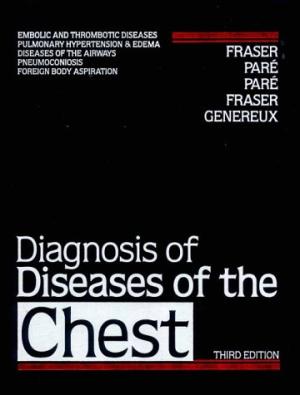 EMBOLIC AND THROMBOTIC DISEASES
PULMONARY HYPERTENSION & EDEMA
DISEASES OF THE AIRWAYS
PNEUMOCONIOSIS
FOREIGN BODY ASPIRATION
FRASER
PARÉ
PARÉ
FRASER
GENEREUX
Diagnosis of
Diseases of the
Chest
THIRD EDITION